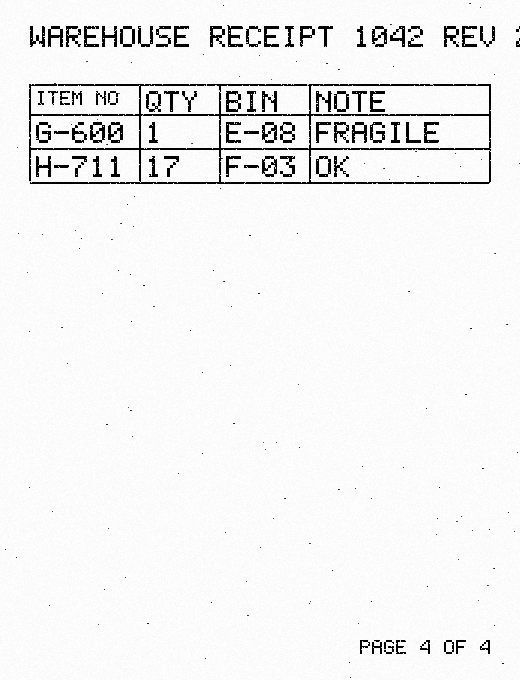 WAREHOUSE RECEIPT 1042 REV
ITEM NO QTY BIN NOTE
G-600 1 E-08 FRAGILE
H-711 17 F-03 OK
PAGE 4 OF 4